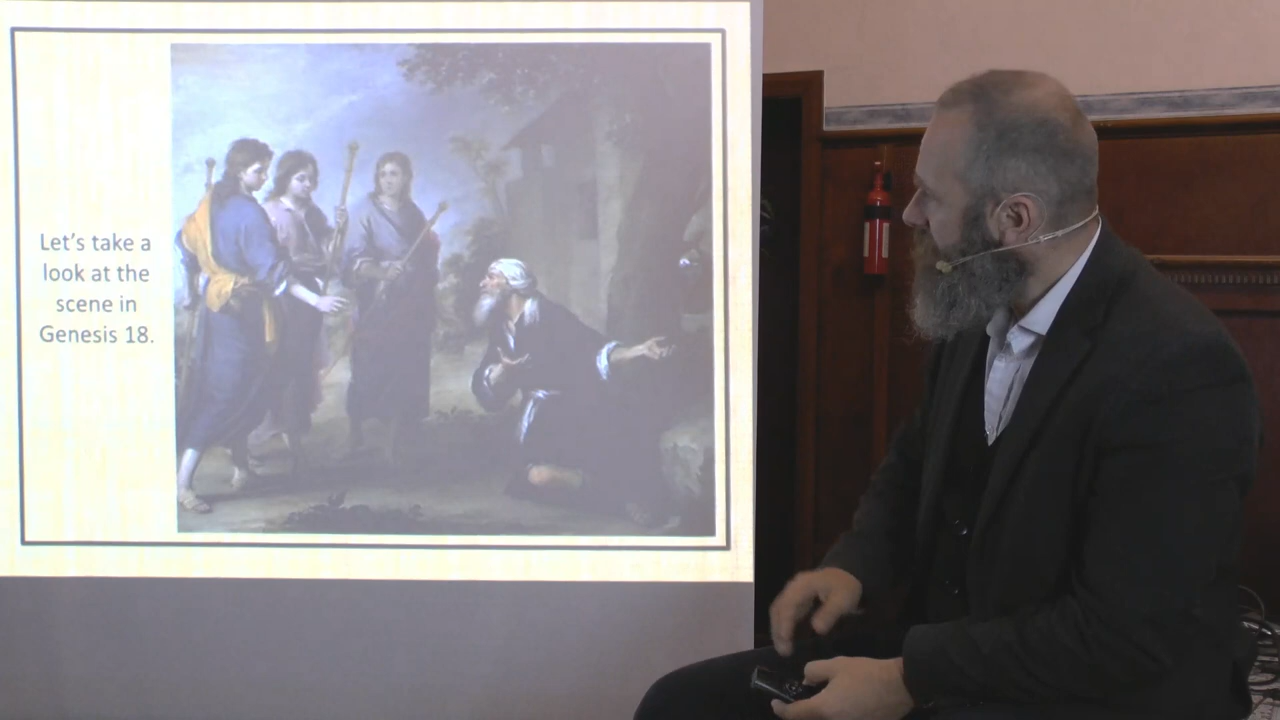 Let's take a
look at the
scene in
Genesis 18.